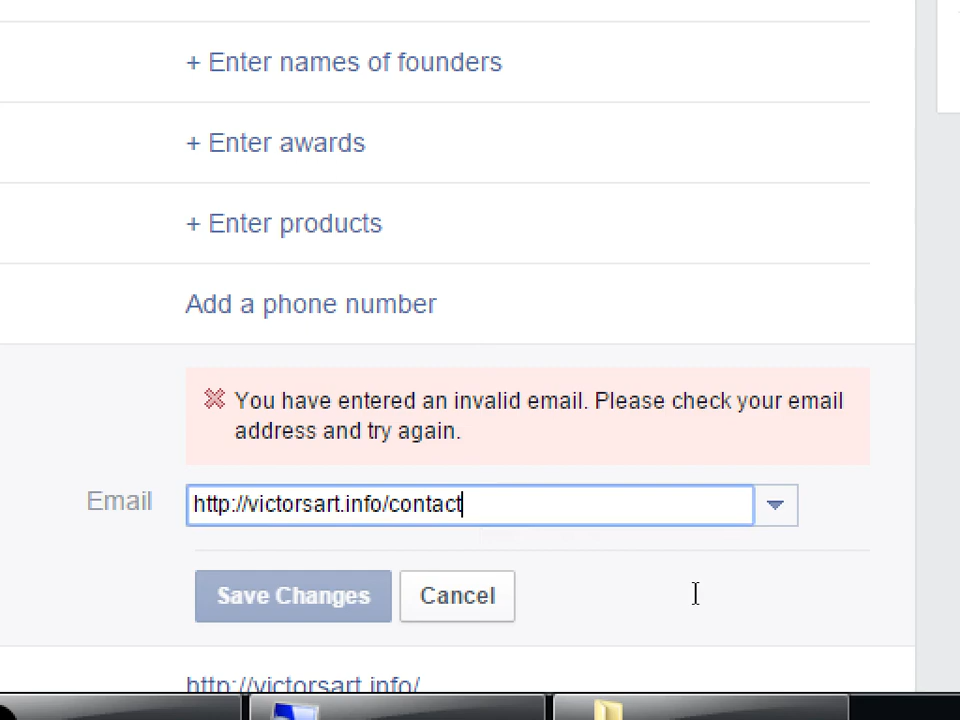 + Enter names of founders
+ Enter awards
+ Enter products
Add a phone number
You have entered an invalid email. Please check your email
address and try again.
Email http://victorsart.info/contact
Save Changes Cancel
http://victorsart.info/